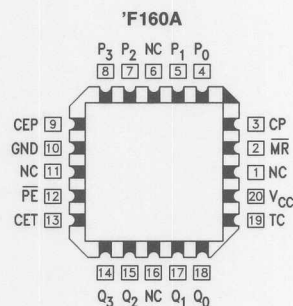 'F160A
P3 P2 NC P1 P0
8 7 6 5 4
CEP 9
GND 10
NC 11
P̅E̅ 12
CET 13
3 CP
2 M̅R̅
1 NC
20 VCC
19 TC
14 15 16 17 18
Q3 Q2 NC Q1 Q0